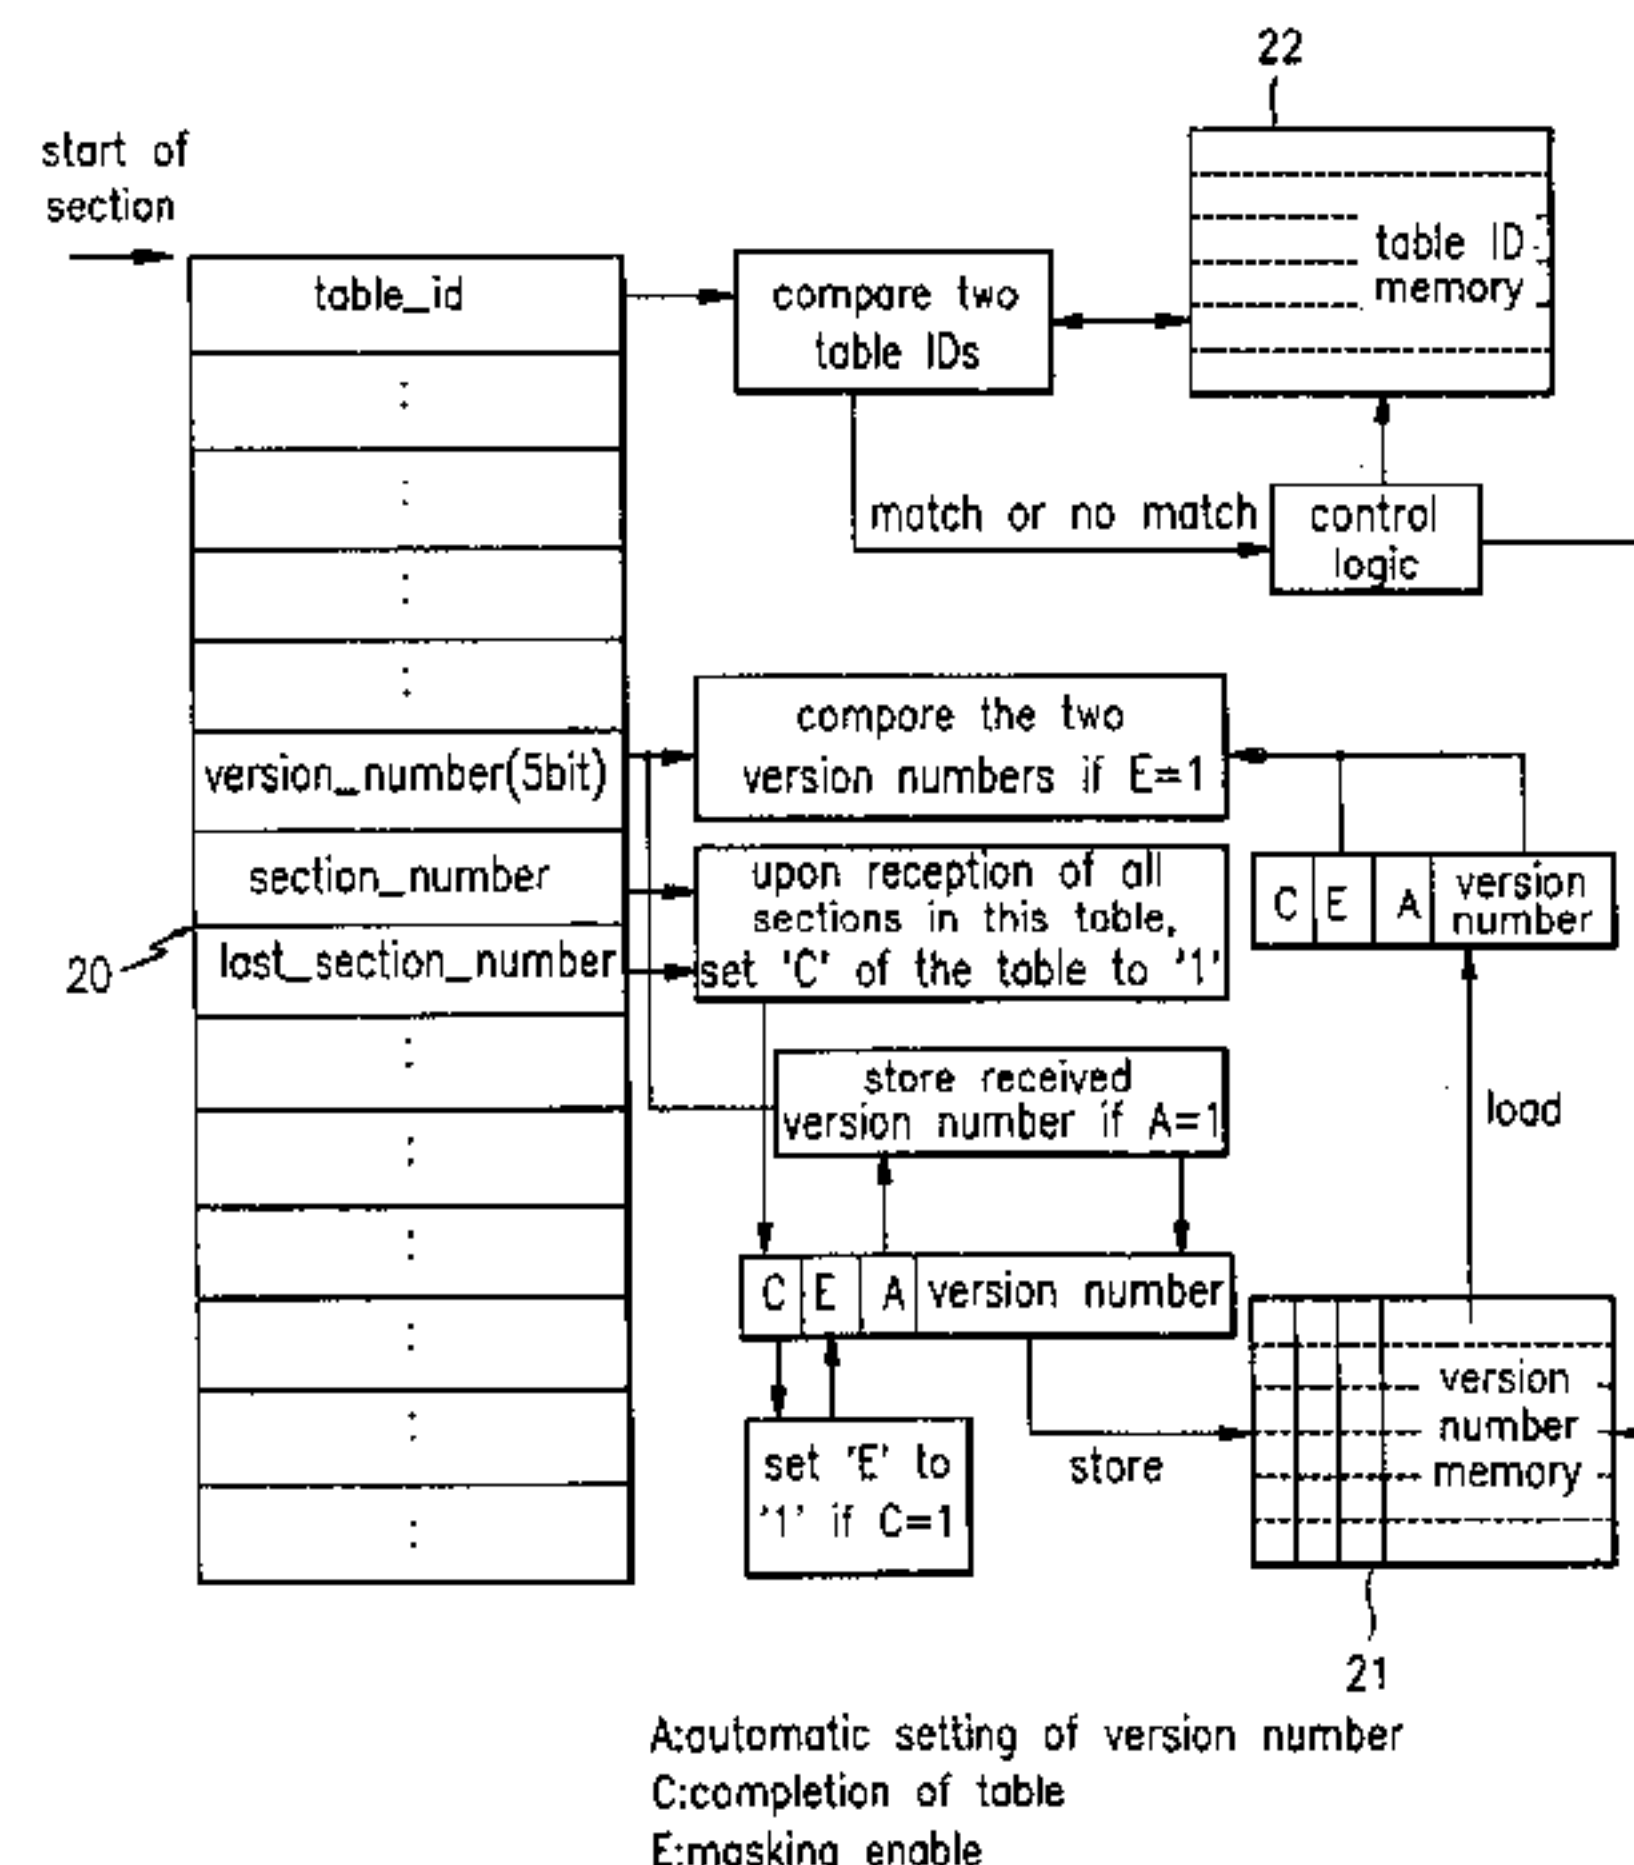 22
start of
section
table_id
compare two
table IDs
table ID
memory
match or no match
control
logic
version_number(5bit)
compare the two
version numbers if E=1
section_number
upon reception of all
sections in this table,
set 'C' of the table to '1'
C E A version
number
20
last_section_number
store received
version number if A=1
load
C E A version number
version
number
memory
set 'E' to
'1' if C=1
store
21
A:automatic setting of version number
C:completion of table
E:masking enable